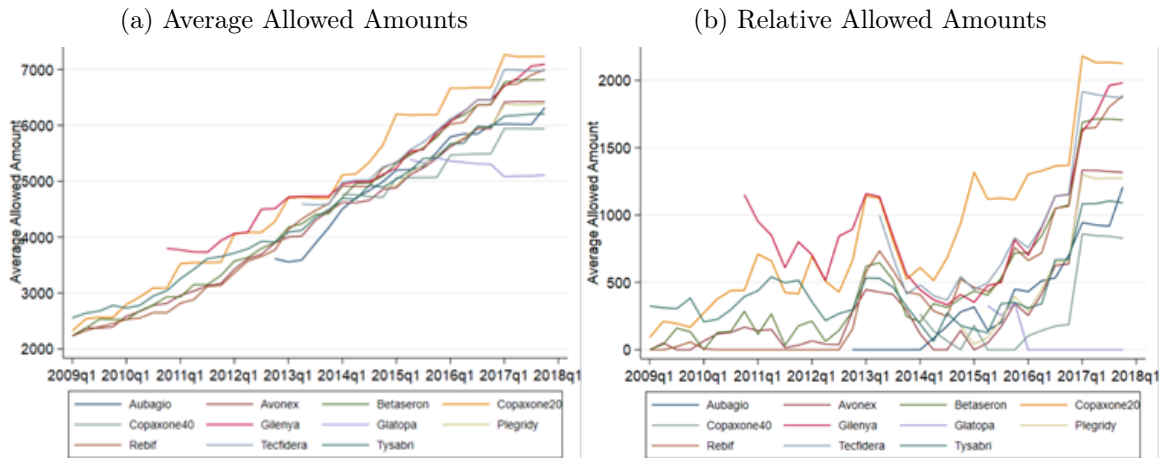 (a) Average Allowed Amounts
Average Allowed Amount
7000
6000
5000
4000
3000
2000
2009q1 2010q1 2011q1 2012q1 2013q1 2014q1 2015q1 2016q1 2017q1 2018q1
Aubagio Avonex Betaseron Copaxone20
Copaxone40 Gilenya Glatopa Plegridy
Rebif Tecfidera Tysabri
(b) Relative Allowed Amounts
Average Allowed Amount
2000
1500
1000
500
0
2009q1 2010q1 2011q1 2012q1 2013q1 2014q1 2015q1 2016q1 2017q1 2018q1
Aubagio Avonex Betaseron Copaxone20
Copaxone40 Gilenya Glatopa Plegridy
Rebif Tecfidera Tysabri